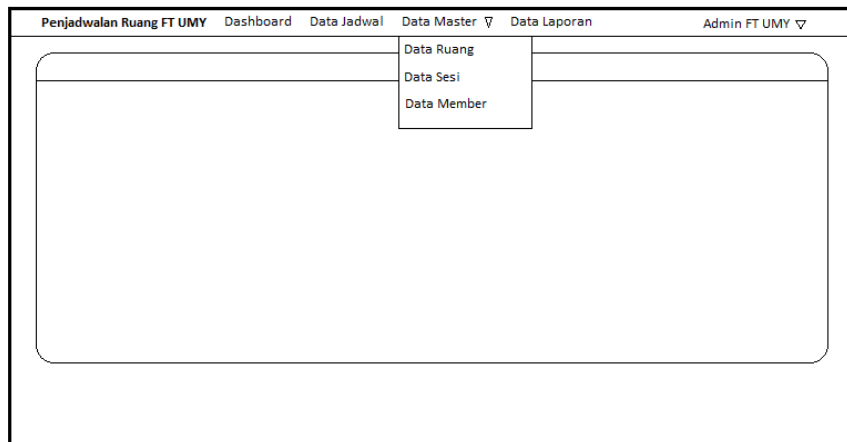 Penjadwalan Ruang FT UMY Dashboard Data Jadwal Data Master Data Laporan Admin FT UMY
Data Ruang
Data Sesi
Data Member